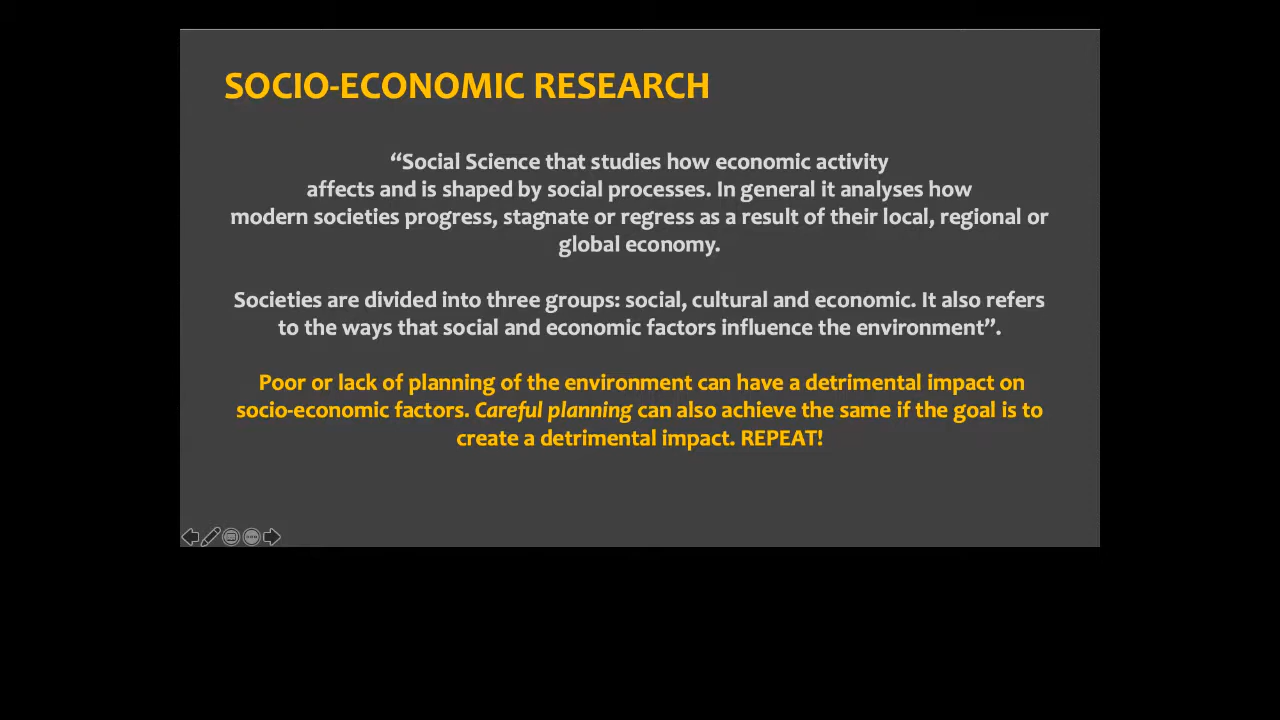 SOCIO-ECONOMIC RESEARCH
“Social Science that studies how economic activity
affects and is shaped by social processes. In general it analyses how
modern societies progress, stagnate or regress as a result of their local, regional or
global economy.
Societies are divided into three groups: social, cultural and economic. It also refers
to the ways that social and economic factors influence the environment”.
Poor or lack of planning of the environment can have a detrimental impact on
socio-economic factors. Careful planning can also achieve the same if the goal is to
create a detrimental impact. REPEAT!